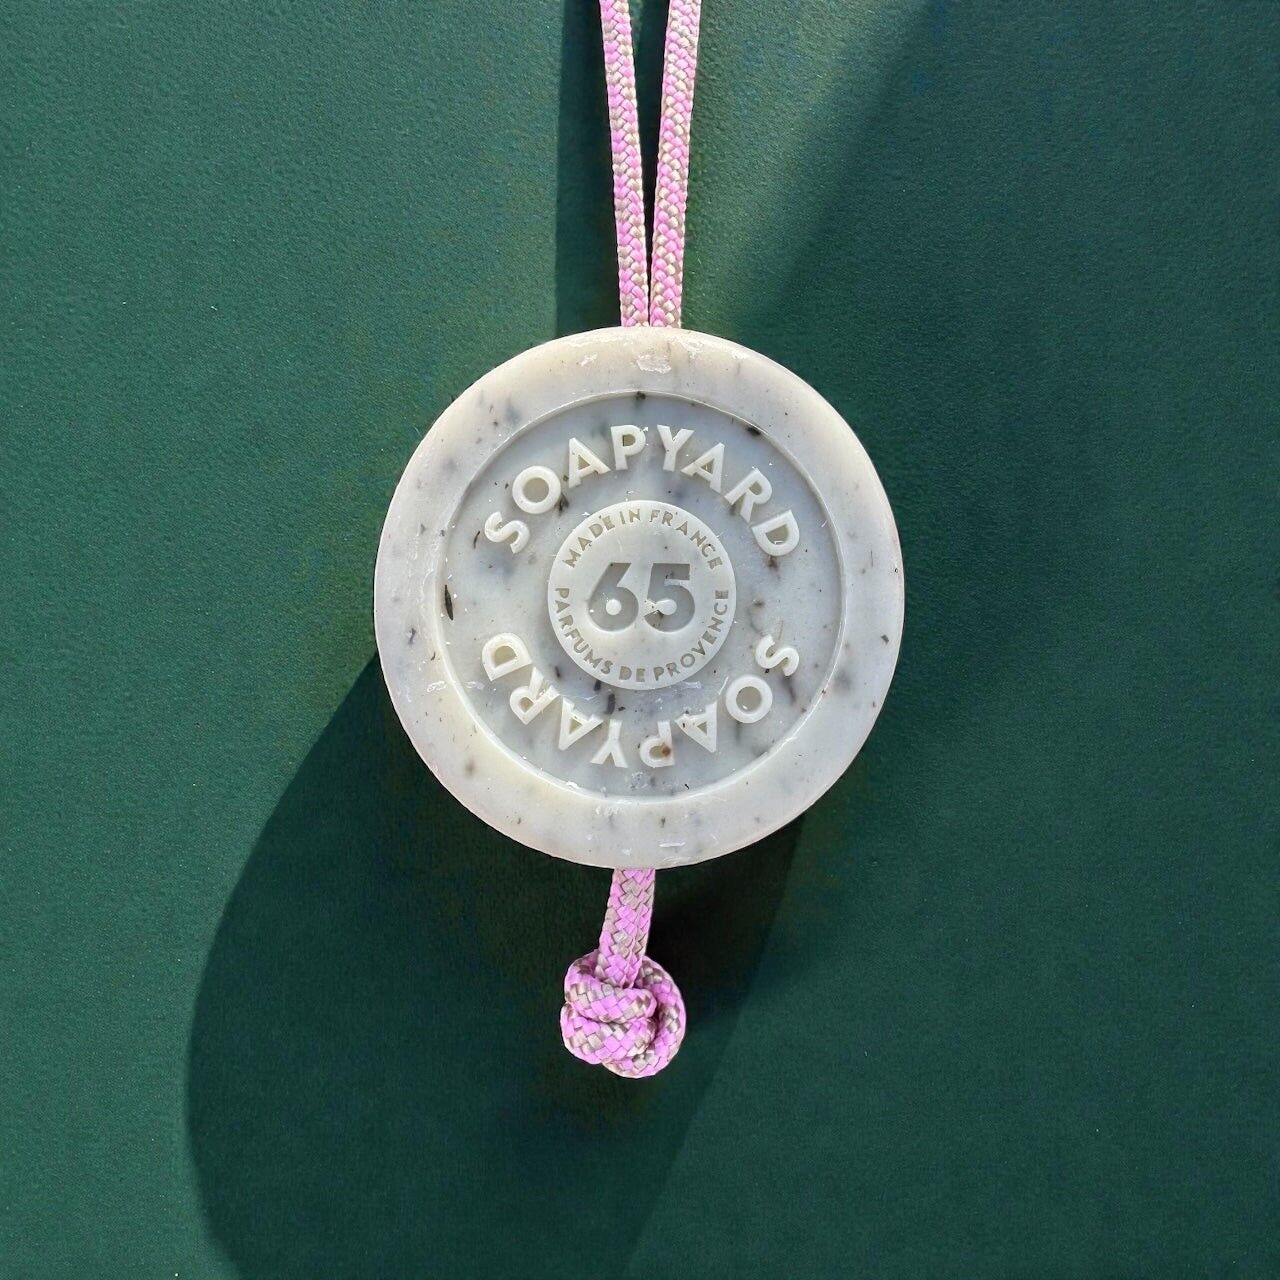 SOAPYARD
MADE IN FRANCE
65
PARFUMS DE PROVENCE
SOAPYARD